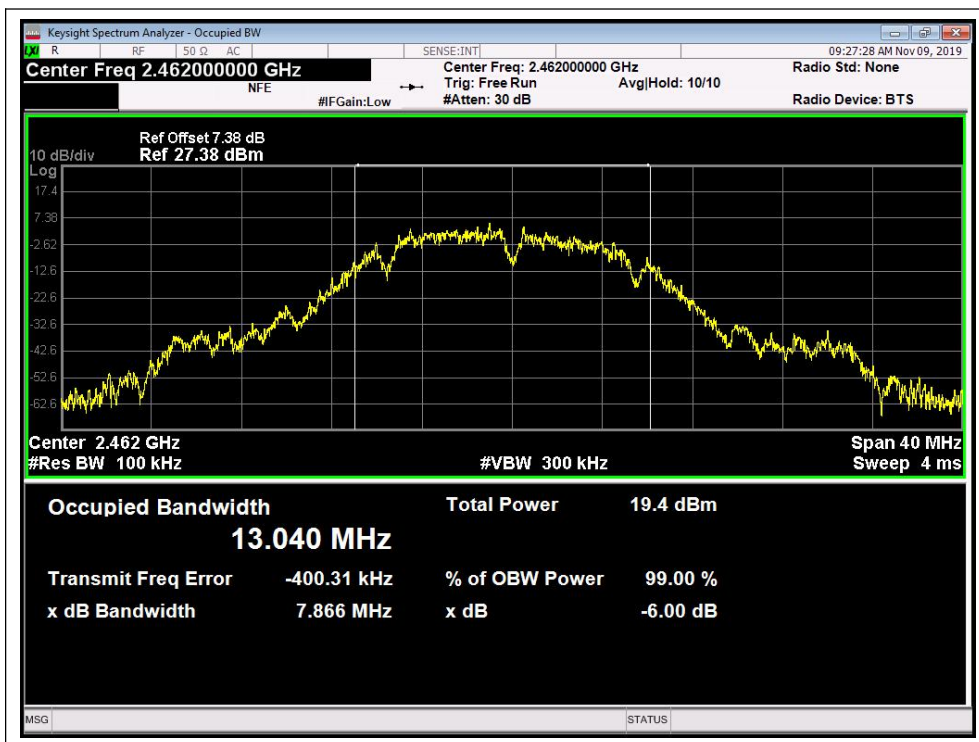 Keysight Spectrum Analyzer - Occupied BW
LXI R RF 50 Ω AC SENSE:INT 09:27:28 AM Nov 09, 2019
Center Freq 2.462000000 GHz Center Freq: 2.462000000 GHz Radio Std: None
NFE Trig: Free Run Avg|Hold: 10/10
#IFGain:Low #Atten: 30 dB Radio Device: BTS
Ref Offset 7.38 dB
10 dB/div Ref 27.38 dBm
Log
17.4
7.38
-2.62
-12.6
-22.6
-32.6
-42.6
-52.6
-62.6
Center 2.462 GHz Span 40 MHz
#Res BW 100 kHz #VBW 300 kHz Sweep 4 ms
Occupied Bandwidth Total Power 19.4 dBm
13.040 MHz
Transmit Freq Error -400.31 kHz % of OBW Power 99.00 %
x dB Bandwidth 7.866 MHz x dB -6.00 dB
MSG STATUS